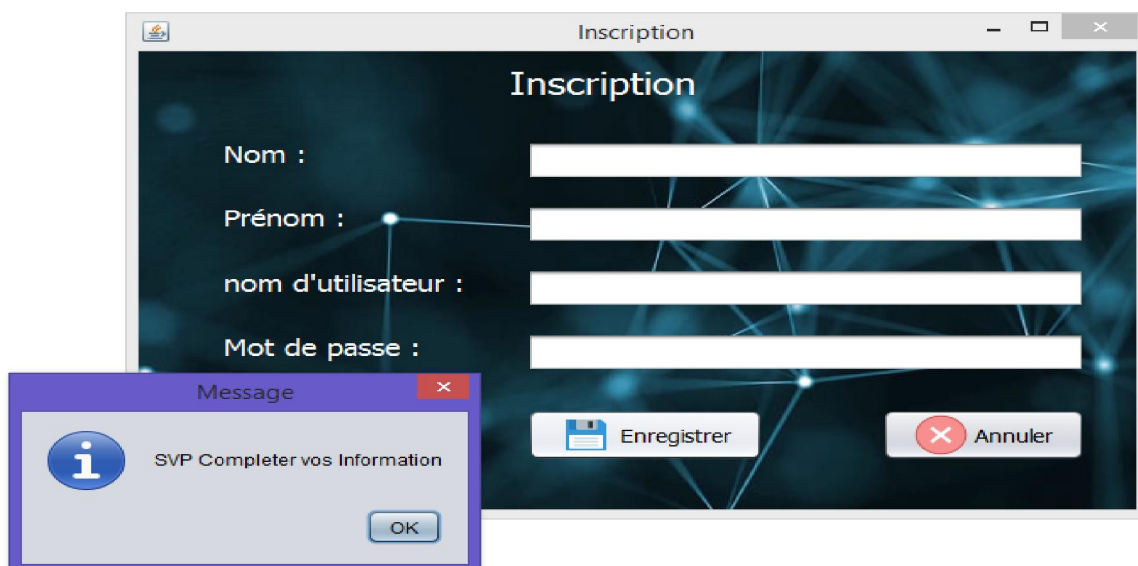 Inscription
Inscription
Nom :
Prénom :
nom d'utilisateur :
Mot de passe :
Enregistrer Annuler
Message
SVP Completer vos Information
OK